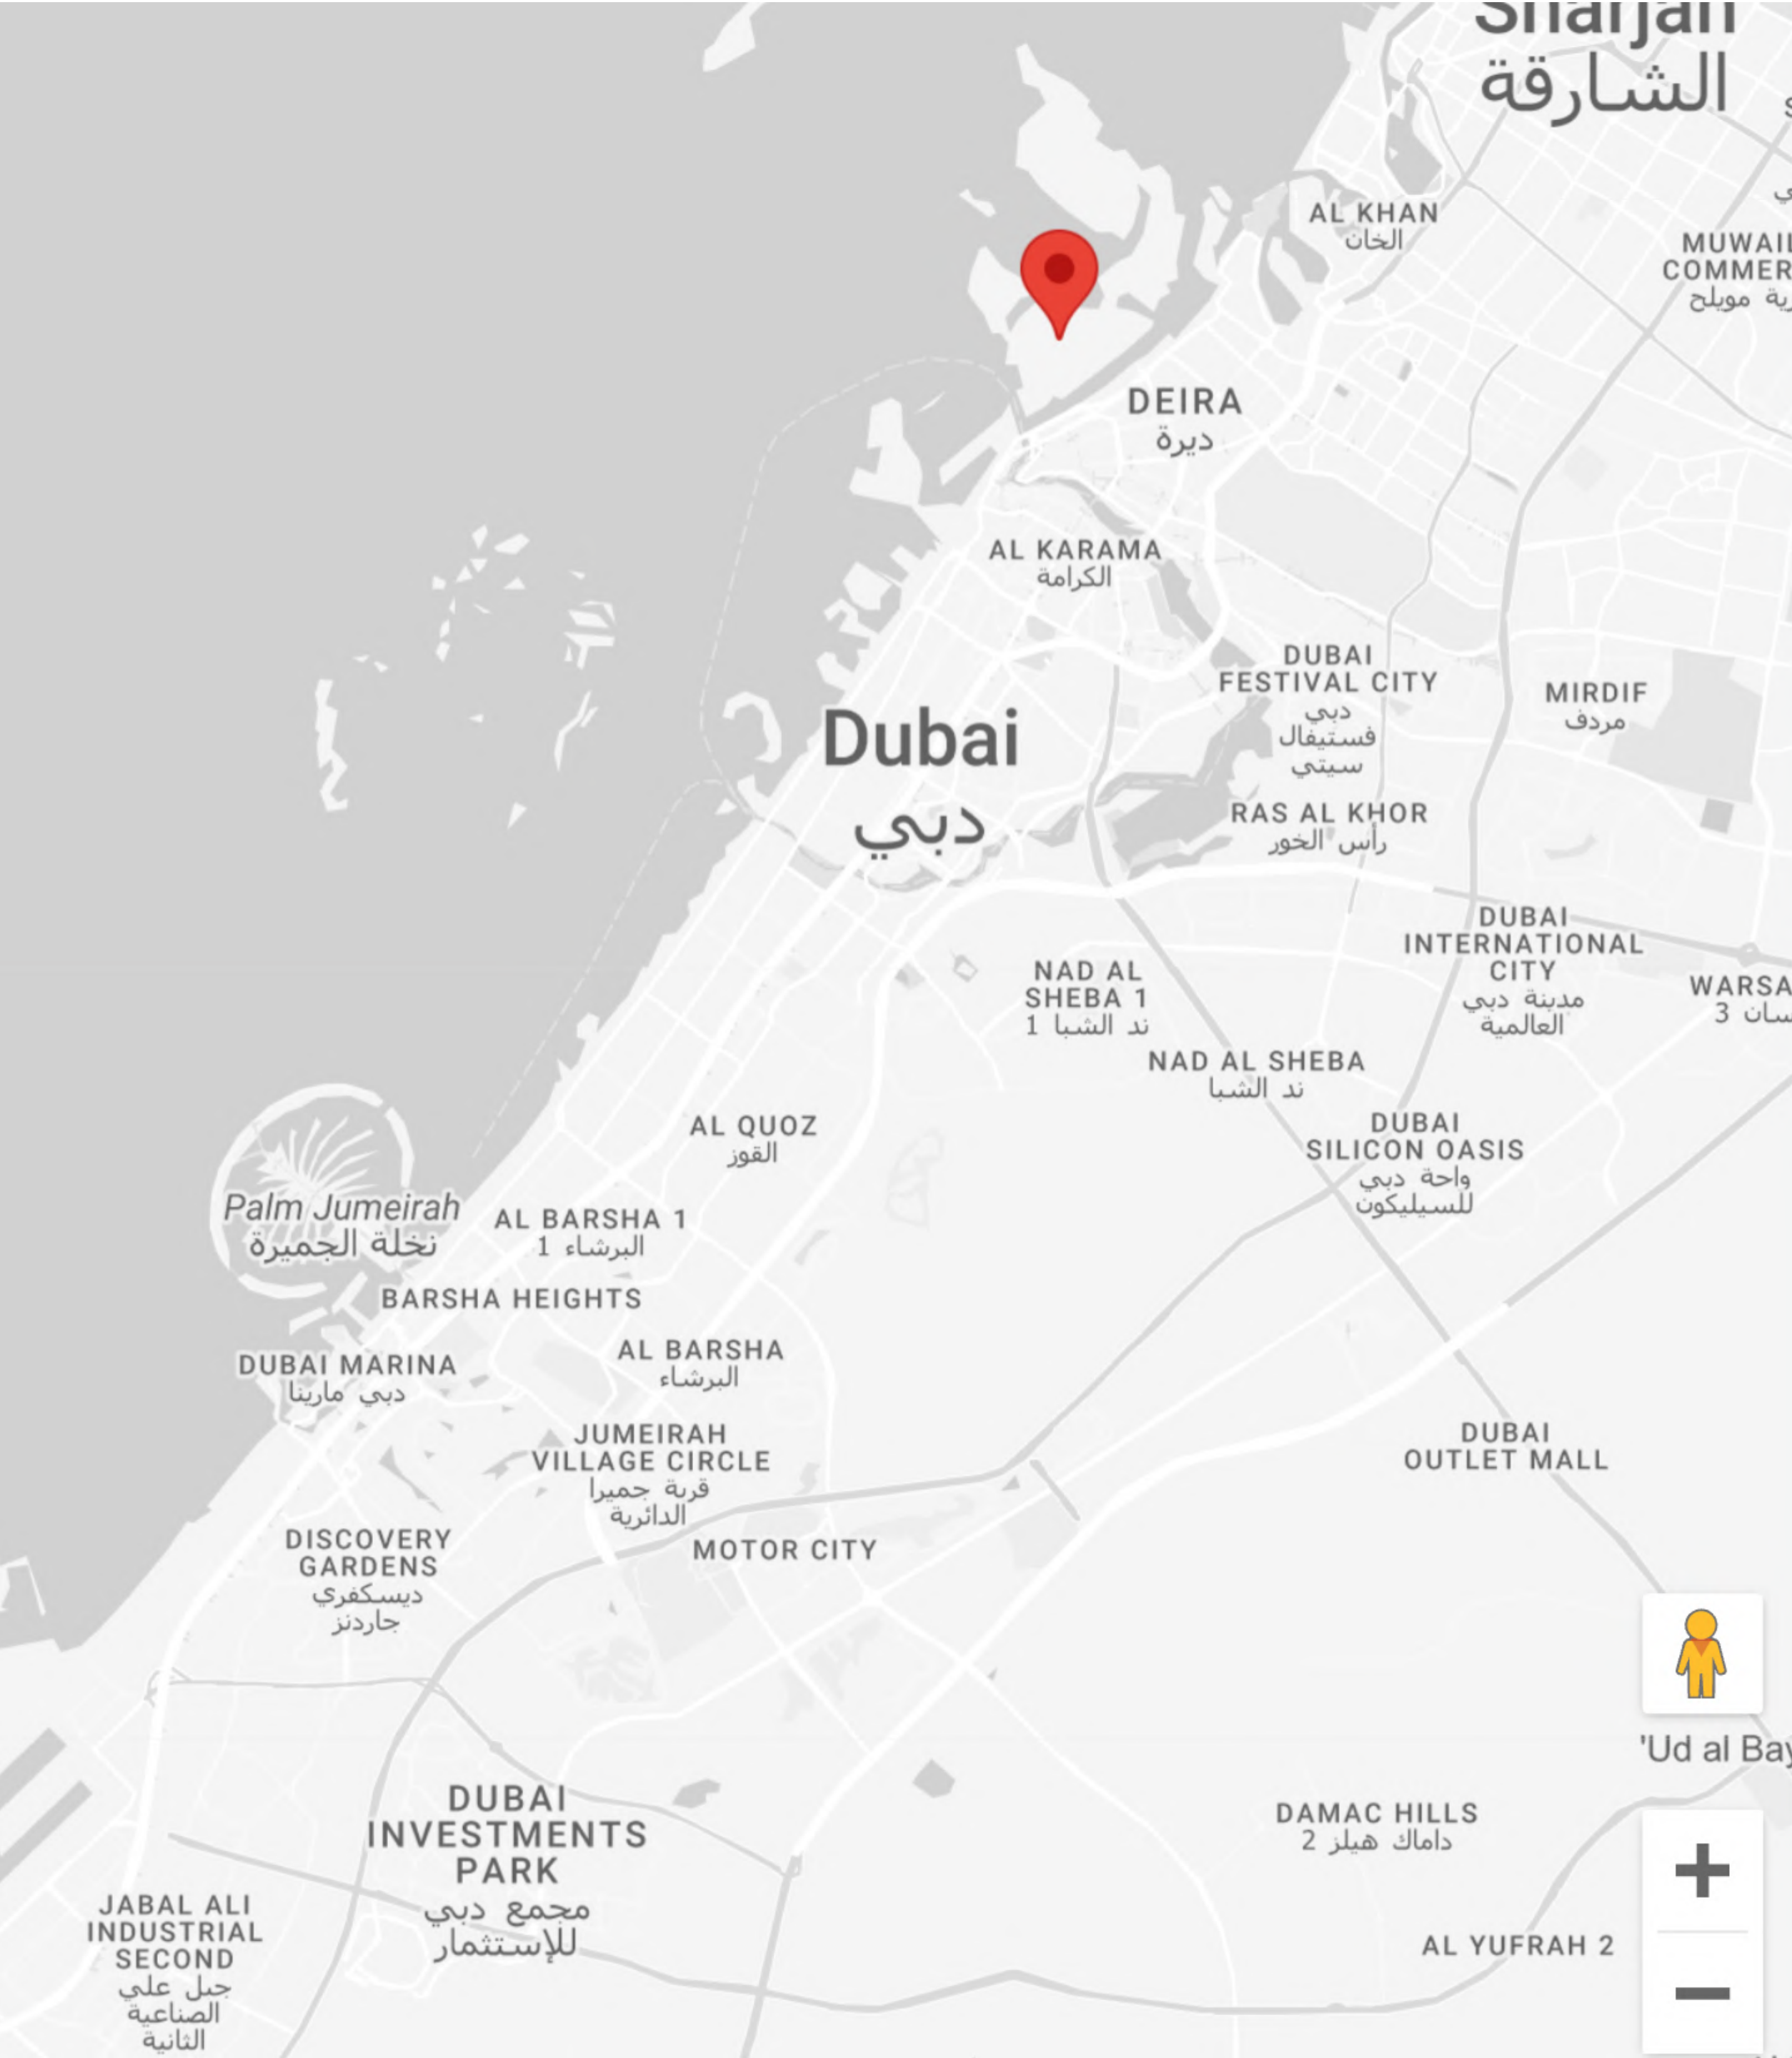 Sharjah
الشارقة
AL KHAN
الخان
DEIRA
ديرة
AL KARAMA
الكرامة
DUBAI
FESTIVAL CITY
دبي
فستيفال
سيتي
MIRDIF
مردف
Dubai
دبي
RAS AL KHOR
رأس الخور
DUBAI
INTERNATIONAL
CITY
مدينة دبي
العالمية
WARSA
3
NAD AL
SHEBA 1
ند الشبا 1
NAD AL SHEBA
ند الشبا
AL QUOZ
القوز
DUBAI
SILICON OASIS
واحة دبي
للسيليكون
Palm Jumeirah
نخلة الجميرة
AL BARSHA 1
البرشاء 1
BARSHA HEIGHTS
AL BARSHA
البرشاء
DUBAI MARINA
دبي مارينا
JUMEIRAH
VILLAGE CIRCLE
قرية جميرا
الدائرية
DUBAI
OUTLET MALL
DISCOVERY
GARDENS
ديسكفري
جاردنز
MOTOR CITY
'Ud al Bay
DUBAI
INVESTMENTS
PARK
مجمع دبي
للإستثمار
DAMAC HILLS
داماك هيلز 2
JABAL ALI
INDUSTRIAL
SECOND
جبل علي
الصناعية
الثانية
AL YUFRAH 2
MUWAIL
COMMER
مويلح